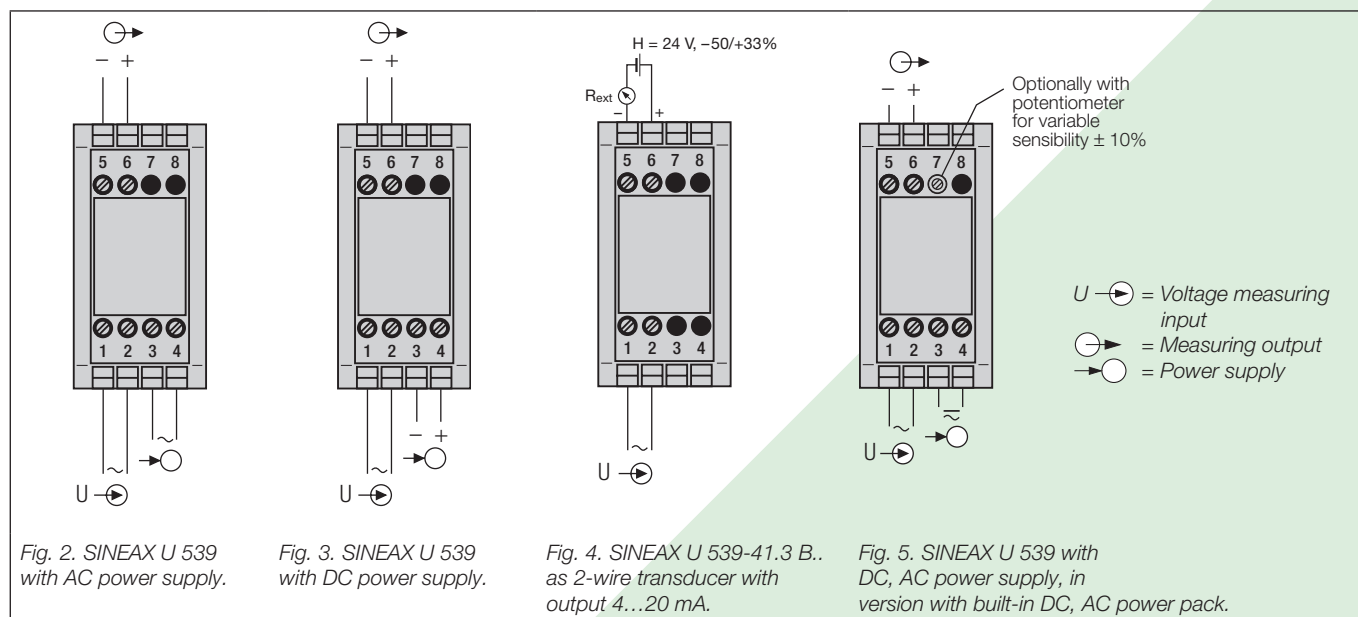 − +
5 6 7 8
1 2 3 4
~ ~
U
Fig. 2. SINEAX U 539
with AC power supply.
− +
5 6 7 8
1 2 3 4
~ − +
U
Fig. 3. SINEAX U 539
with DC power supply.
H = 24 V, −50/+33%
Rext
− +
5 6 7 8
1 2 3 4
~
U
Fig. 4. SINEAX U 539-41.3 B..
as 2-wire transducer with
output 4…20 mA.
− +
Optionally with
potentiometer
for variable
sensibility ± 10%
5 6 7 8
1 2 3 4
~ ≂
U
Fig. 5. SINEAX U 539 with
DC, AC power supply, in
version with built-in DC, AC power pack.
U = Voltage measuring
input
= Measuring output
= Power supply